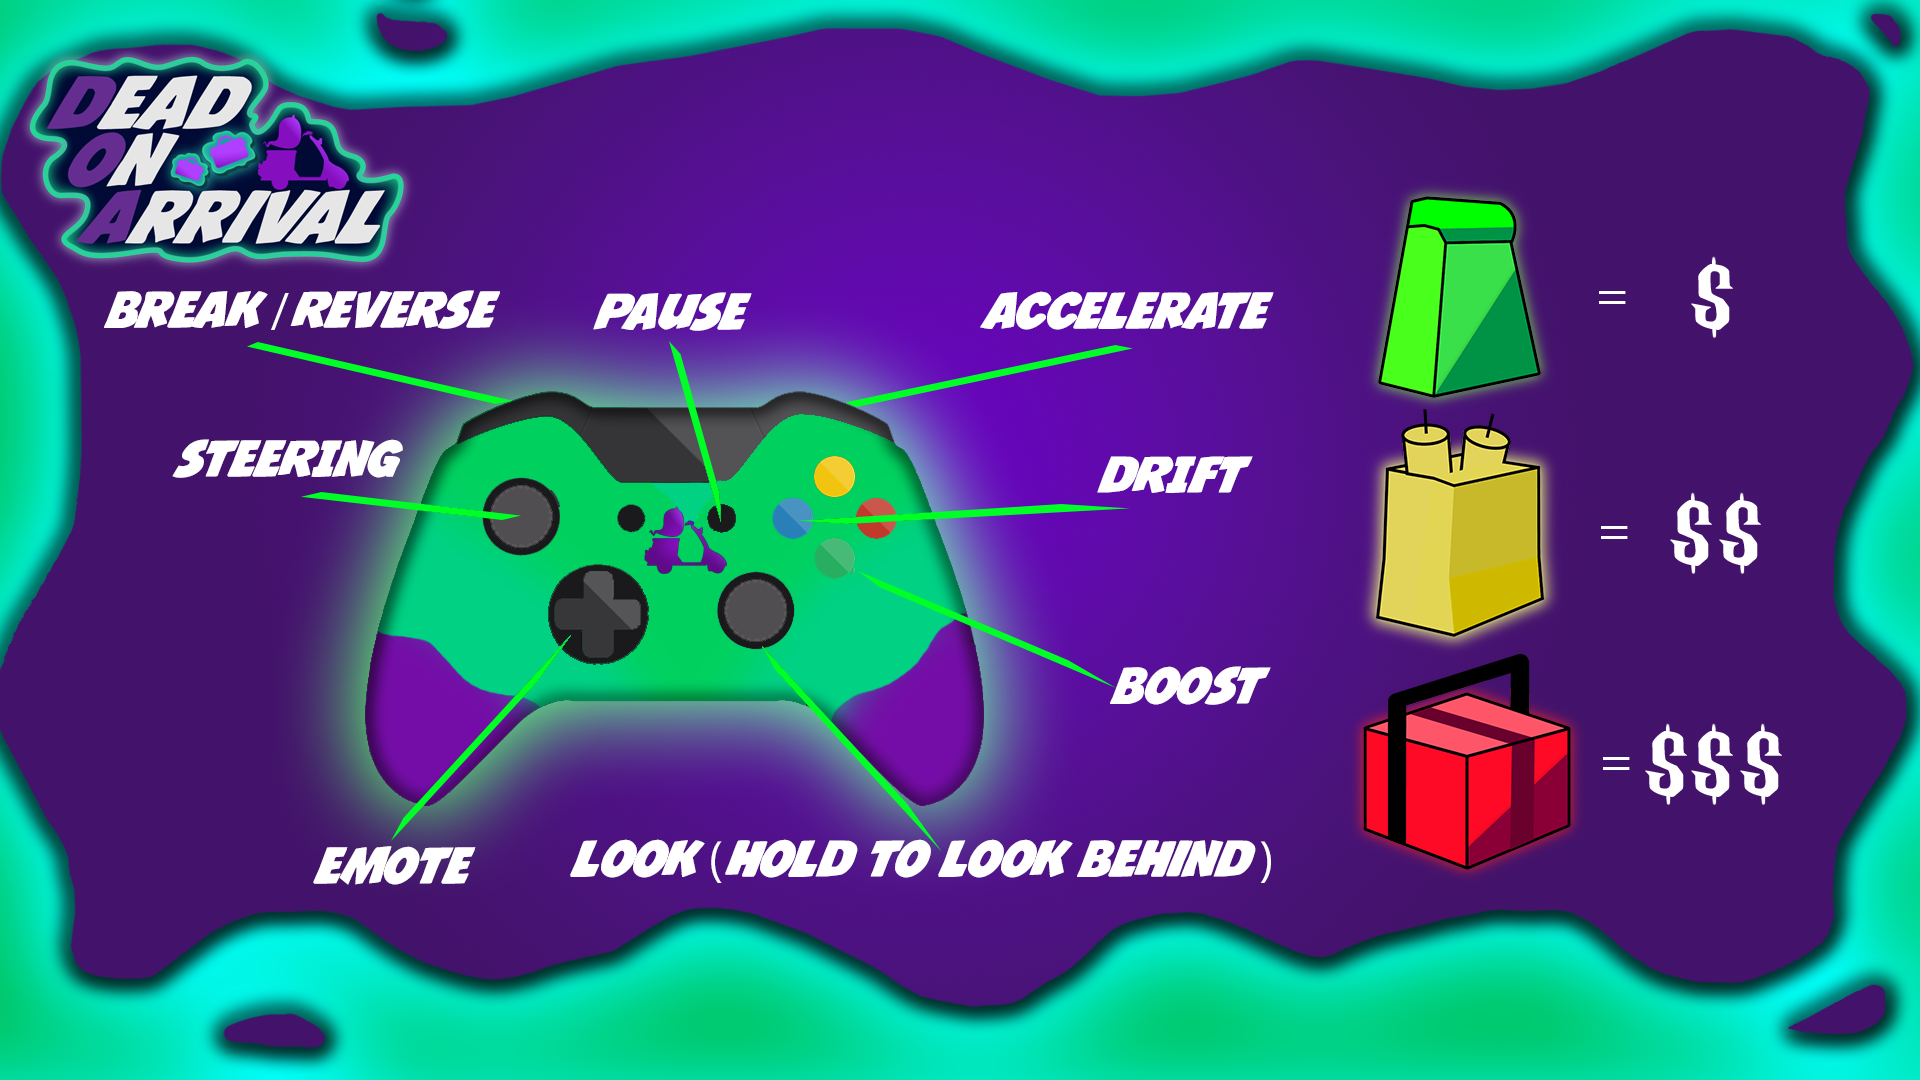 DEAD
ON
ARRIVAL
BREAK / REVERSE
PAUSE
ACCELERATE
STEERING
DRIFT
BOOST
EMOTE
LOOK (HOLD TO LOOK BEHIND)
= $
= $$
= $$$